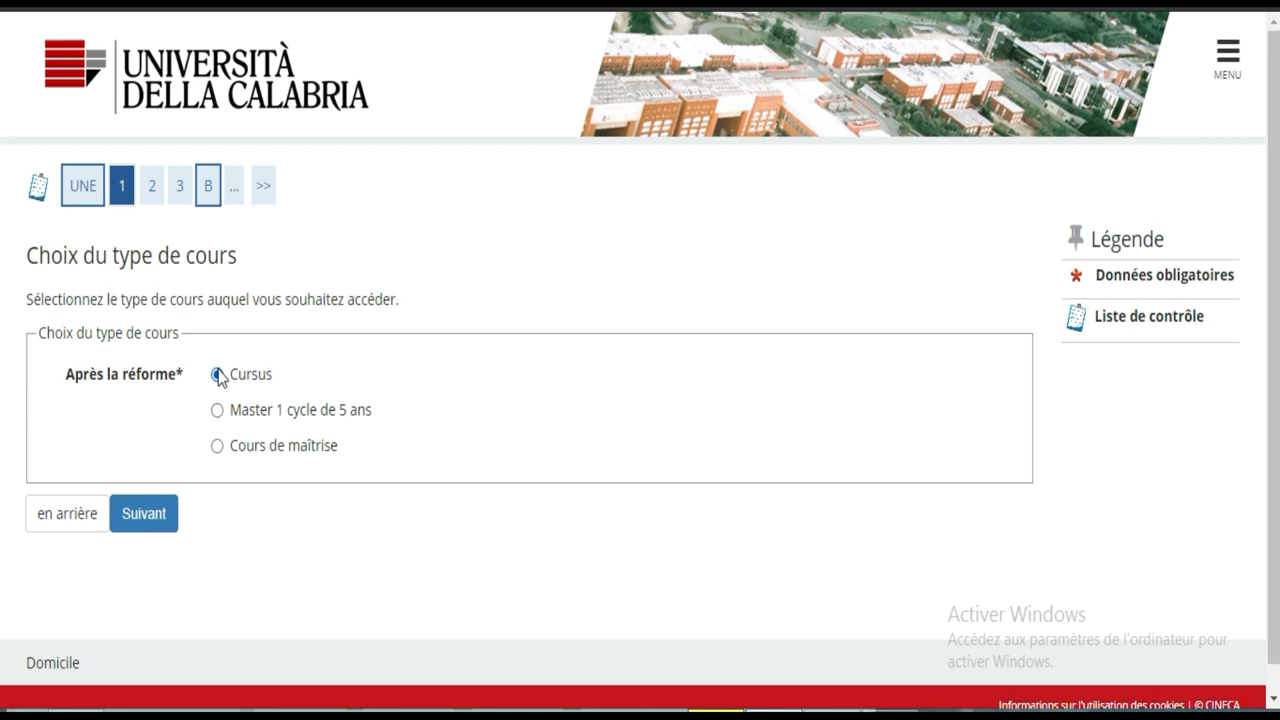 UNIVERSITÀ
DELLA CALABRIA
MENU
UNE 1 2 3 B ... >>
Choix du type de cours
Sélectionnez le type de cours auquel vous souhaitez accéder.
Choix du type de cours
Après la réforme* Cursus
Master 1 cycle de 5 ans
Cours de maîtrise
en arrière Suivant
Légende
Données obligatoires
Liste de contrôle
Activer Windows
Accédez aux paramètres de l'ordinateur pour
activer Windows.
Domicile
Informations sur l'utilisation des cookies | © CINECA